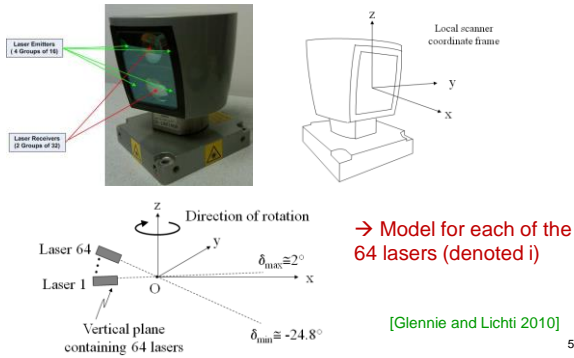 Laser Emitters
( 4 Groups of 16)
Laser Receivers
(2 Groups of 32)
z
Local scanner
coordinate frame
y
x
z
Direction of rotation
y
Laser 64
δmax≅2°
Laser 1
O
x
Vertical plane
containing 64 lasers
δmin≅ -24.8°
→ Model for each of the
64 lasers (denoted i)
[Glennie and Lichti 2010]
5